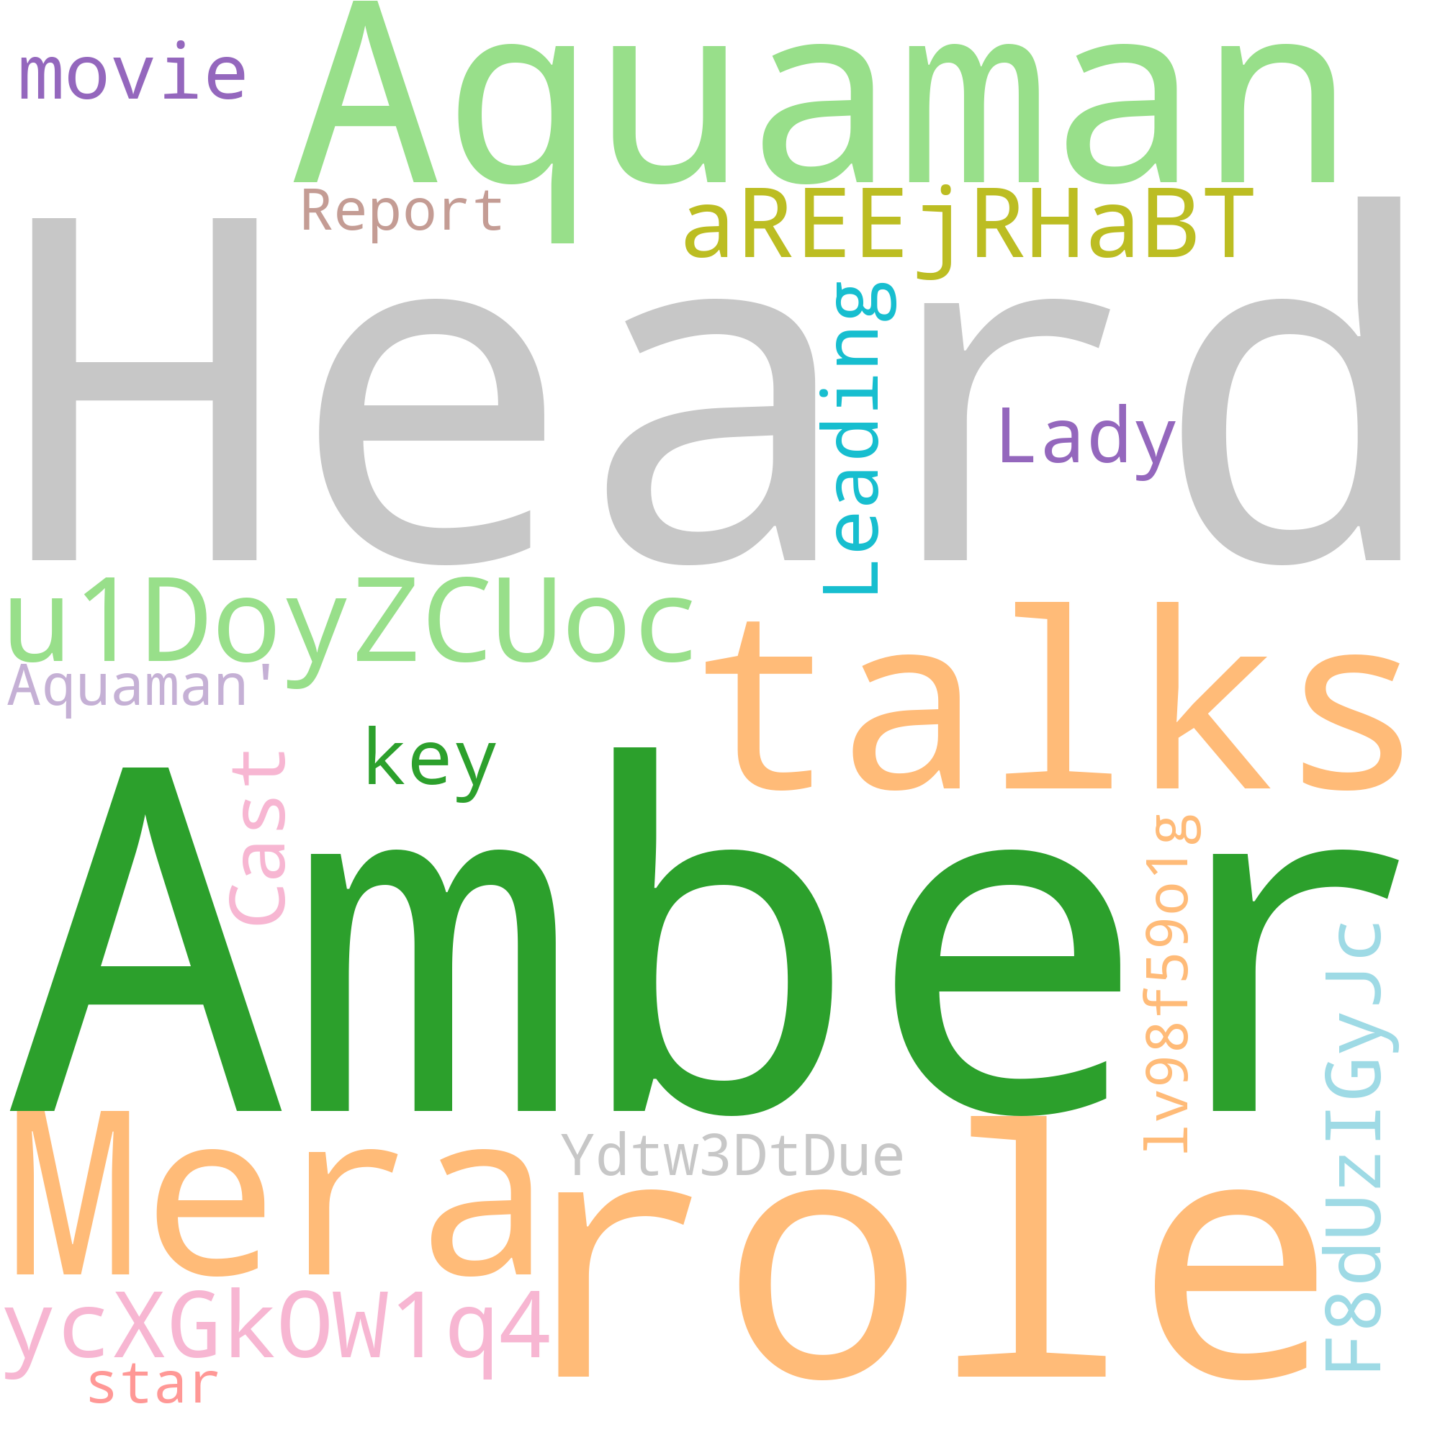 Aquaman
movie
Report
aREEjRHaBT
Heard
Leading
Lady
u1DoyZCUoc
talks
Aquaman'
key
Cast
Amber
lv98f59o1g
F8dUzIGyJc
Mera
Ydtw3DtDue
role
ycXGkOW1q4
star